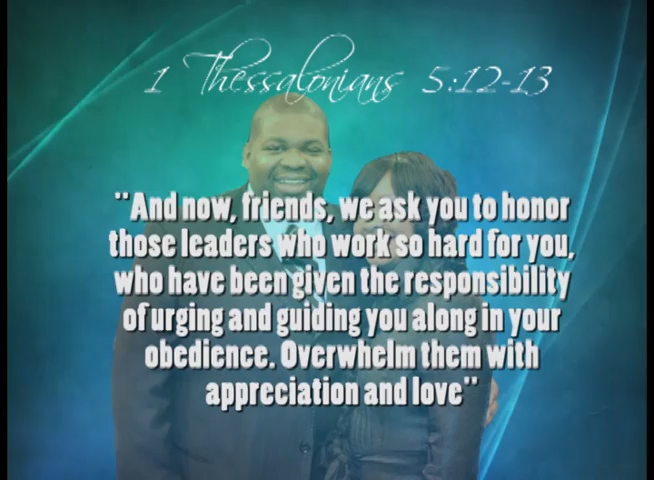 1 Thessalonians 5:12-13
"And now, friends, we ask you to honor
those leaders who work so hard for you,
who have been given the responsibility
of urging and guiding you along in your
obedience. Overwhelm them with
appreciation and love"